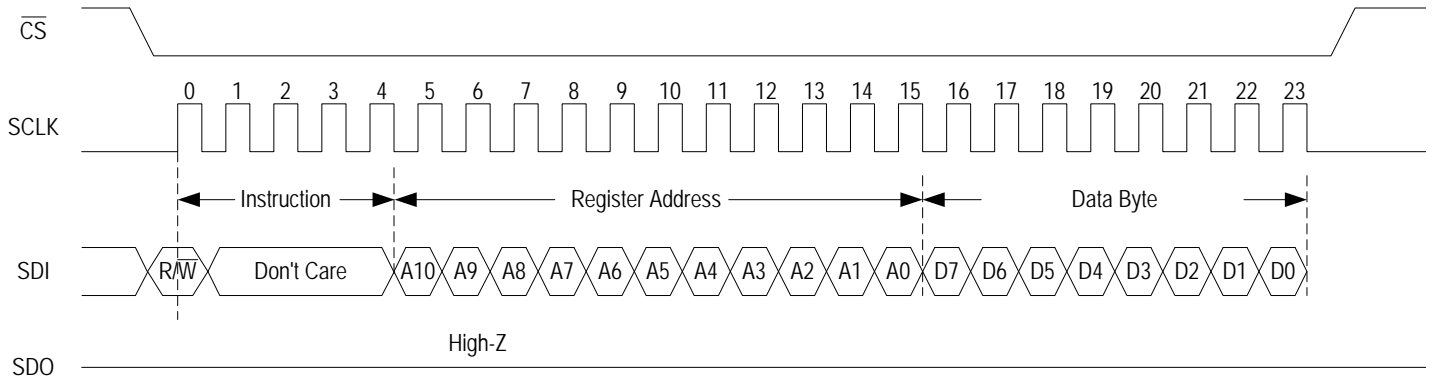 CS
0 1 2 3 4 5 6 7 8 9 10 11 12 13 14 15 16 17 18 19 20 21 22 23
SCLK
Instruction Register Address Data Byte
SDI R/W Don't Care A10 A9 A8 A7 A6 A5 A4 A3 A2 A1 A0 D7 D6 D5 D4 D3 D2 D1 D0
High-Z
SDO